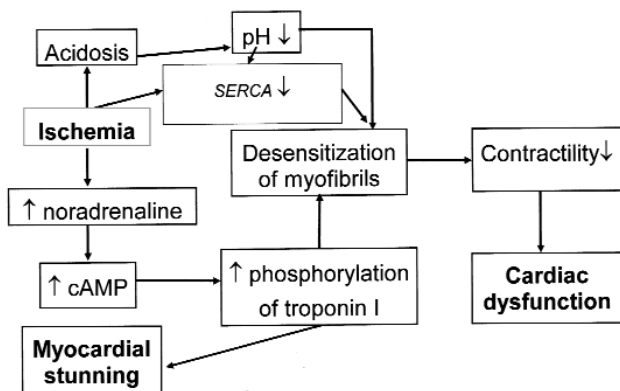 Acidosis
pH ↓
SERCA ↓
Ischemia
Desensitization
of myofibrils
Contractility↓
↑ noradrenaline
↑ cAMP
↑ phosphorylation
of troponin I
Cardiac
dysfunction
Myocardial
stunning